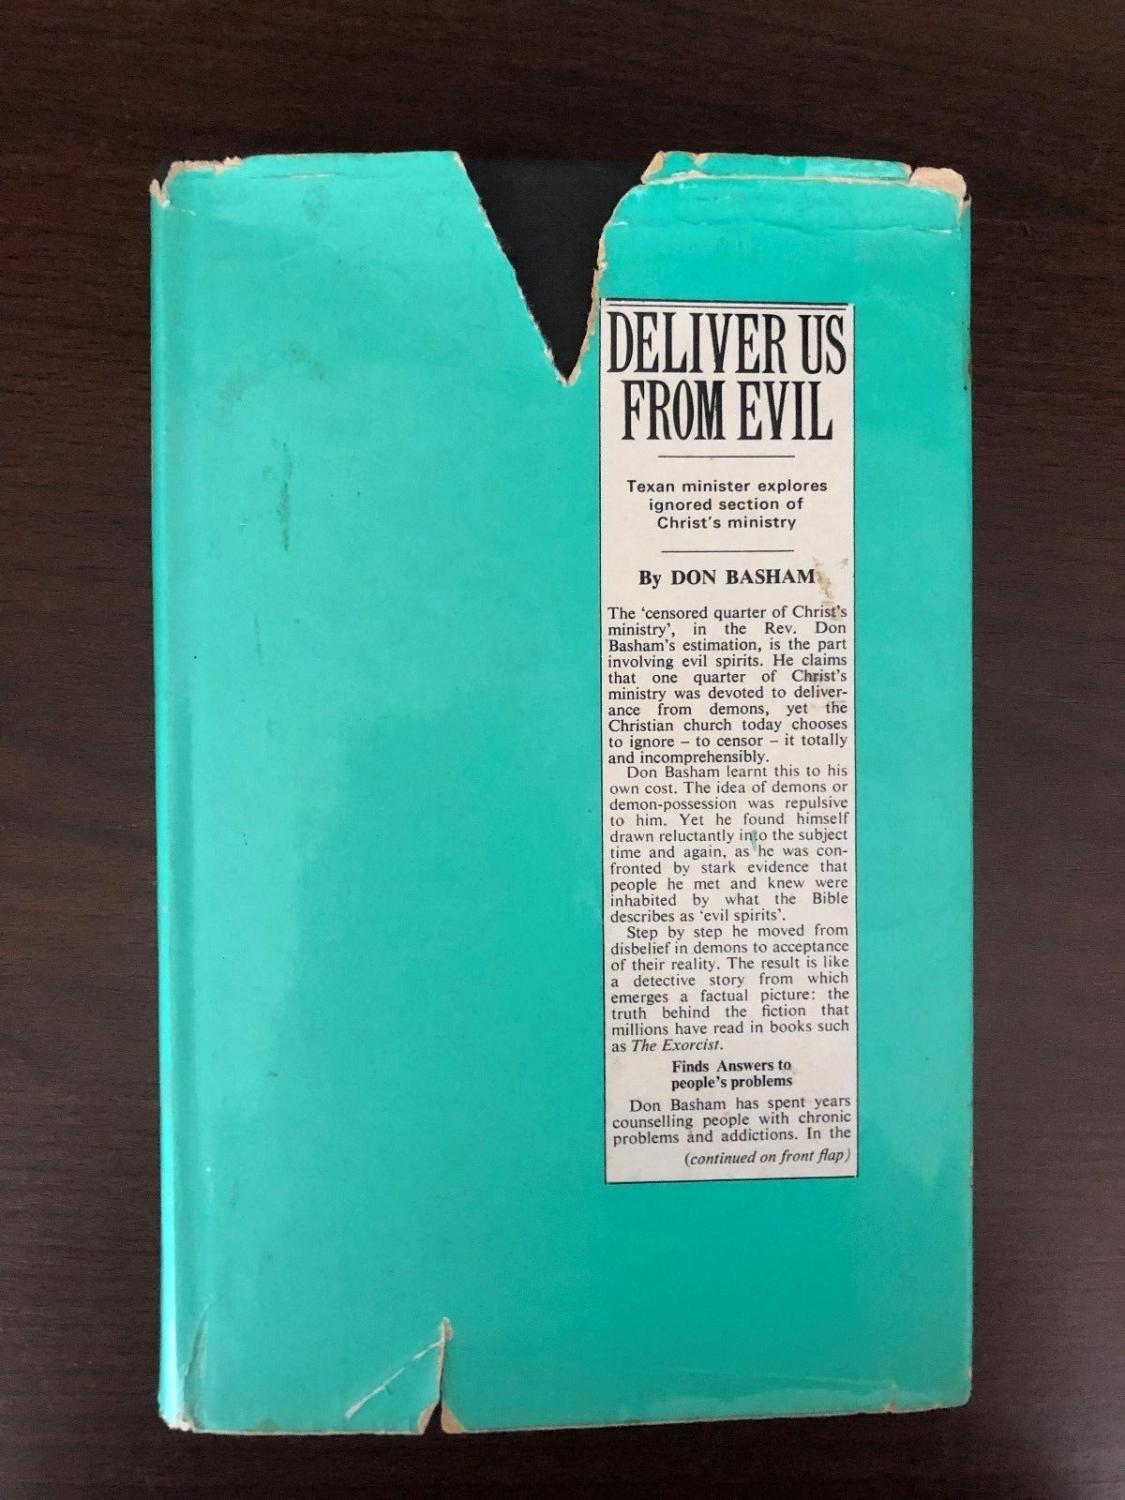 DELIVER US
FROM EVIL
Texan minister explores
ignored section of
Christ's ministry
By DON BASHAM
The 'censored quarter of Christ's
ministry', in the Rev. Don
Basham's estimation, is the part
involving evil spirits. He claims
that one quarter of Christ's
ministry was devoted to deliver-
ance from demons, yet the
Christian church today chooses
to ignore – to censor – it totally
and incomprehensibly.
Don Basham learnt this to his
own cost. The idea of demons or
demon-possession was repulsive
to him. Yet he found himself
drawn reluctantly into the subject
time and again, as he was con-
fronted by stark evidence that
people he met and knew were
inhabited by what the Bible
describes as 'evil spirits'.
Step by step he moved from
disbelief in demons to acceptance
of their reality. The result is like
a detective story from which
emerges a factual picture: the
truth behind the fiction that
millions have read in books such
as The Exorcist.
Finds Answers to
people's problems
Don Basham has spent years
counselling people with chronic
problems and addictions. In the
(continued on front flap)